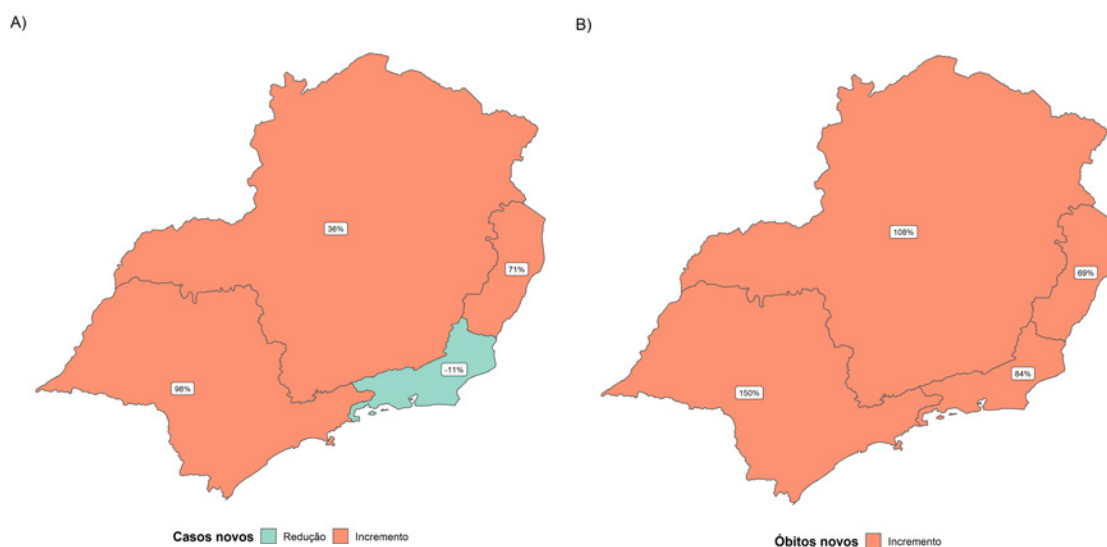 A)
36%
71%
-11%
98%
Casos novos Redução Incremento
B)
108%
69%
84%
150%
Óbitos novos Incremento